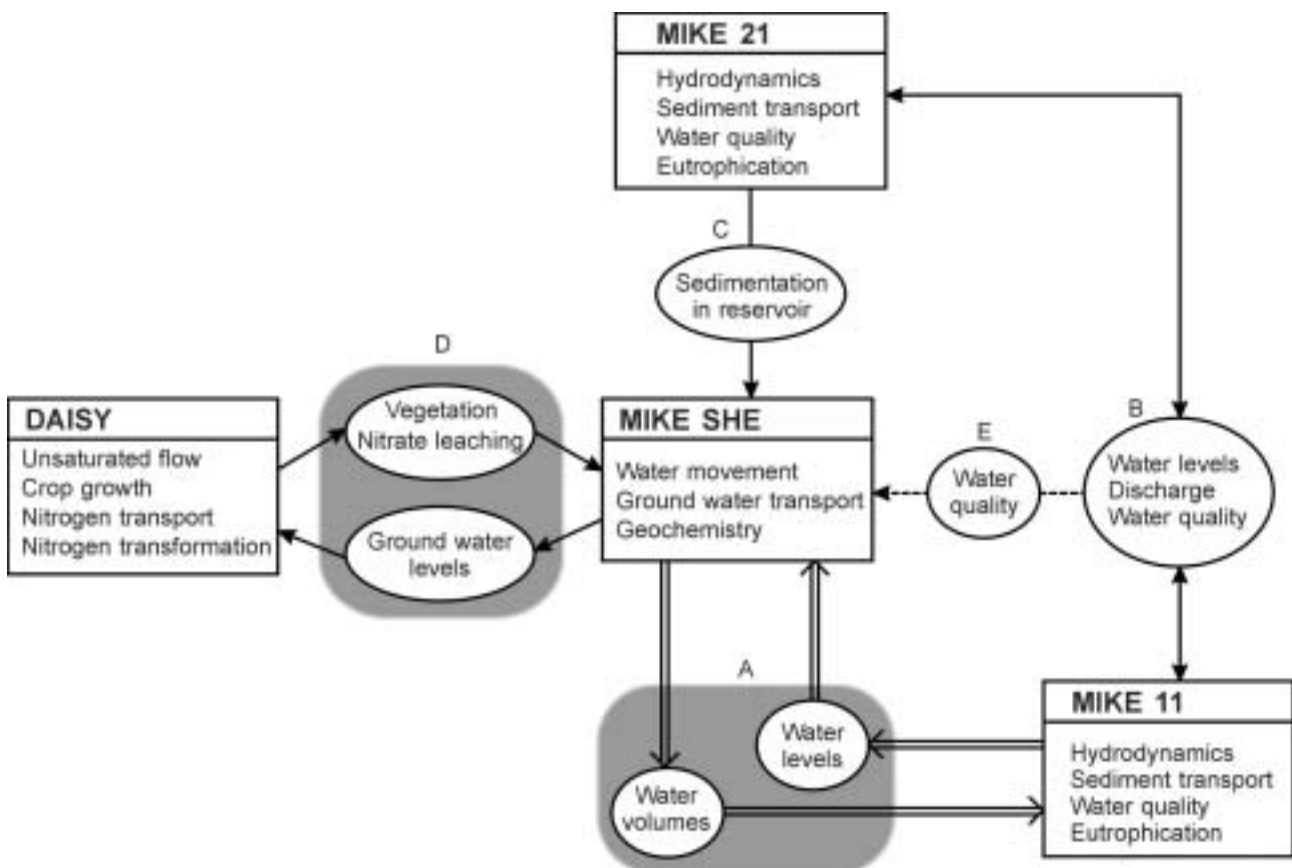 MIKE 21
Hydrodynamics
Sediment transport
Water quality
Eutrophication
C
Sedimentation
in reservoir
D
Vegetation
Nitrate leaching
Ground water
levels
DAISY
Unsaturated flow
Crop growth
Nitrogen transport
Nitrogen transformation
MIKE SHE
Water movement
Ground water transport
Geochemistry
E
Water
quality
B
Water levels
Discharge
Water quality
A
Water
levels
Water
volumes
MIKE 11
Hydrodynamics
Sediment transport
Water quality
Eutrophication